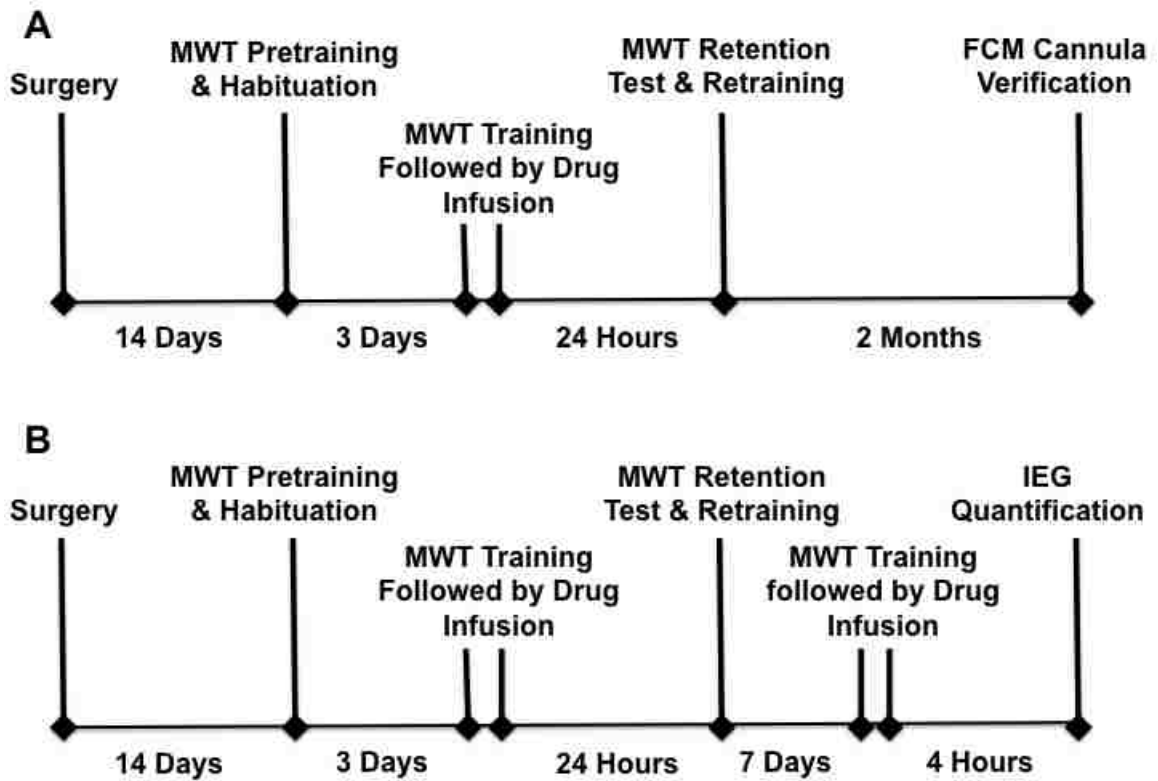 A
Surgery
MWT Pretraining
& Habituation
MWT Training
Followed by Drug
Infusion
MWT Retention
Test & Retraining
FCM Cannula
Verification
14 Days
3 Days
24 Hours
2 Months
B
Surgery
MWT Pretraining
& Habituation
MWT Training
Followed by Drug
Infusion
MWT Retention
Test & Retraining
MWT Training
followed by Drug
Infusion
IEG
Quantification
14 Days
3 Days
24 Hours
7 Days
4 Hours